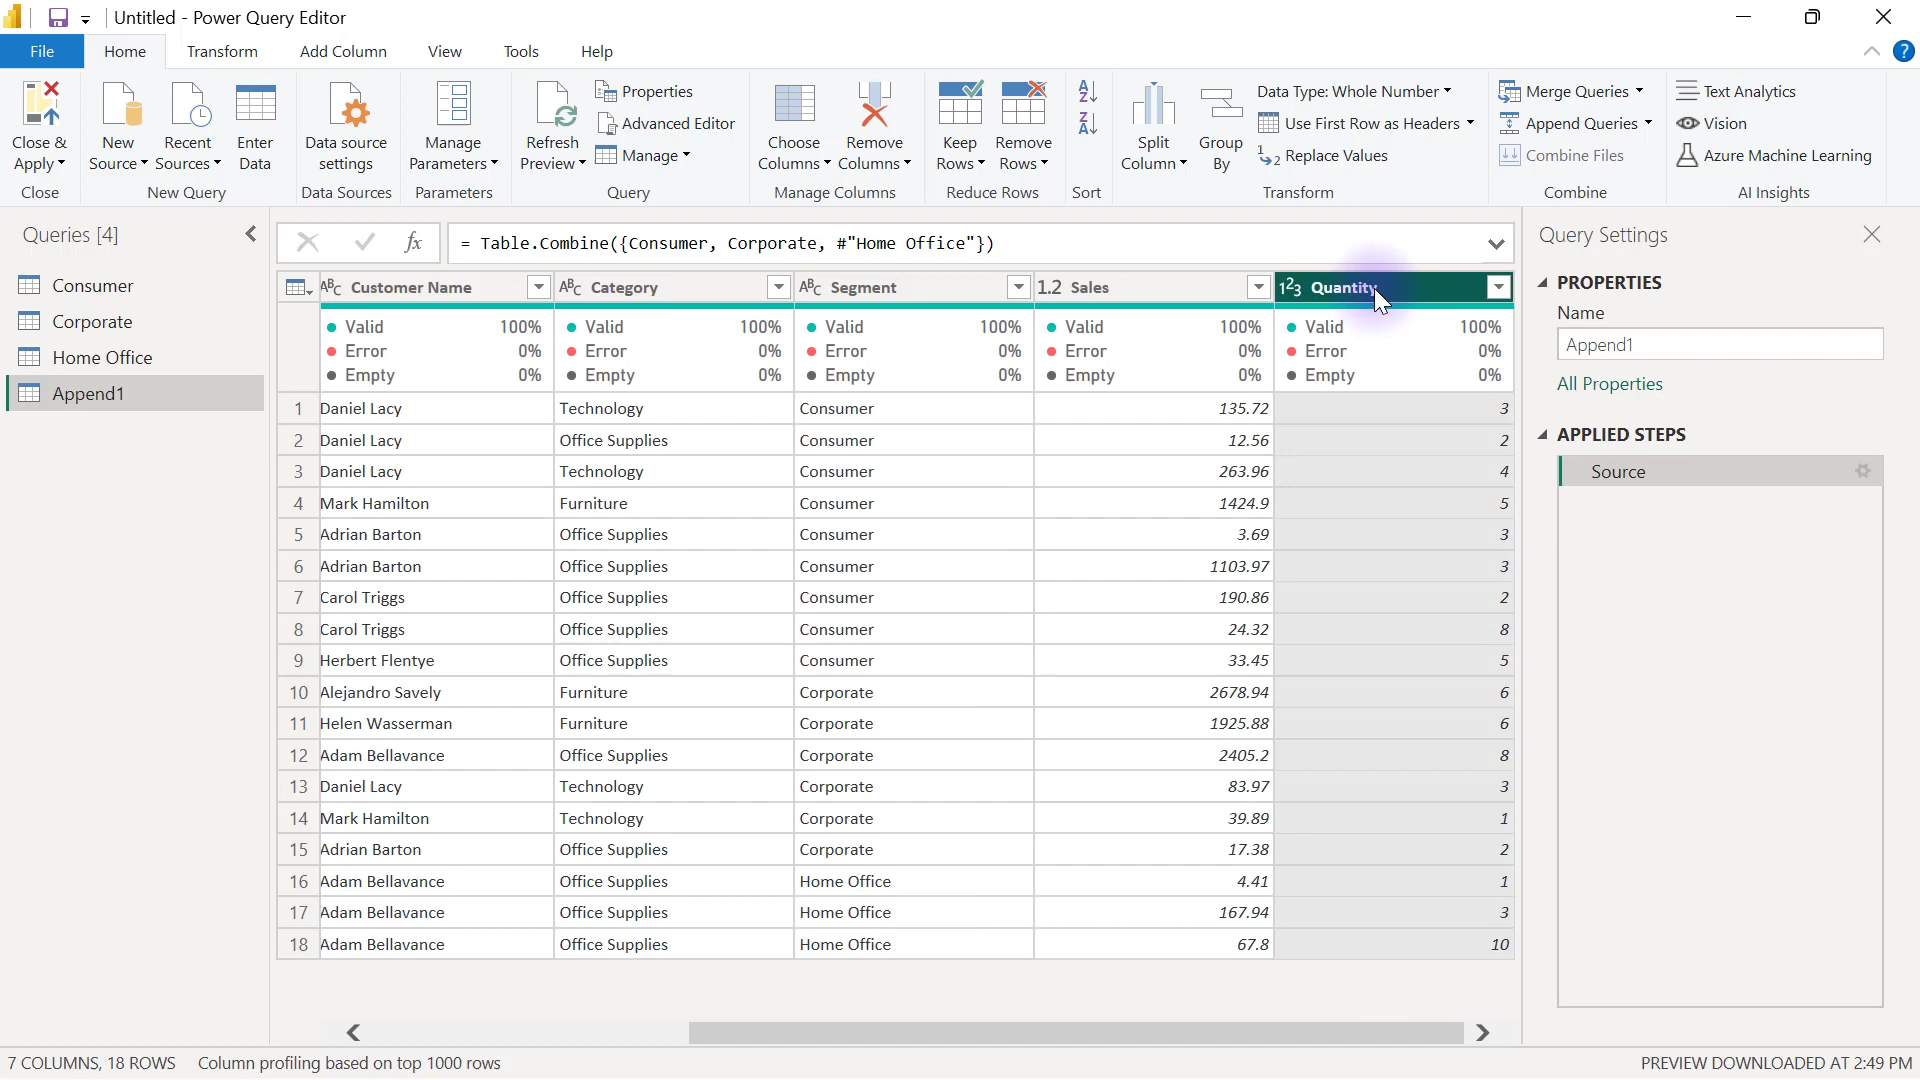 Untitled - Power Query Editor
File Home Transform Add Column View Tools Help
Close & Apply
Close
New Source
Recent Sources
Enter Data
New Query
Data source settings
Data Sources
Manage Parameters
Parameters
Refresh Preview
Properties
Advanced Editor
Manage
Query
Choose Columns
Remove Columns
Manage Columns
Keep Rows
Remove Rows
Reduce Rows
Sort
Split Column
Group By
Data Type: Whole Number
Use First Row as Headers
Replace Values
Transform
Merge Queries
Append Queries
Combine Files
Combine
Text Analytics
Vision
Azure Machine Learning
AI Insights
Queries [4]
Consumer
Corporate
Home Office
Append1
fx = Table.Combine({Consumer, Corporate, #"Home Office"})
ABC Customer Name ABC Category ABC Segment 1.2 Sales 123 Quantity
Valid 100% Valid 100% Valid 100% Valid 100% Valid 100%
Error 0% Error 0% Error 0% Error 0% Error 0%
Empty 0% Empty 0% Empty 0% Empty 0% Empty 0%
1 Daniel Lacy Technology Consumer 135.72 3
2 Daniel Lacy Office Supplies Consumer 12.56 2
3 Daniel Lacy Technology Consumer 263.96 4
4 Mark Hamilton Furniture Consumer 1424.9 5
5 Adrian Barton Office Supplies Consumer 3.69 3
6 Adrian Barton Office Supplies Consumer 1103.97 3
7 Carol Triggs Office Supplies Consumer 190.86 2
8 Carol Triggs Office Supplies Consumer 24.32 8
9 Herbert Flentye Office Supplies Consumer 33.45 5
10 Alejandro Savely Furniture Corporate 2678.94 6
11 Helen Wasserman Furniture Corporate 1925.88 6
12 Adam Bellavance Office Supplies Corporate 2405.2 8
13 Daniel Lacy Technology Corporate 83.97 3
14 Mark Hamilton Technology Corporate 39.89 1
15 Adrian Barton Office Supplies Corporate 17.38 2
16 Adam Bellavance Office Supplies Home Office 4.41 1
17 Adam Bellavance Office Supplies Home Office 167.94 3
18 Adam Bellavance Office Supplies Home Office 67.8 10
Query Settings
PROPERTIES
Name
Append1
All Properties
APPLIED STEPS
Source
7 COLUMNS, 18 ROWS Column profiling based on top 1000 rows
PREVIEW DOWNLOADED AT 2:49 PM